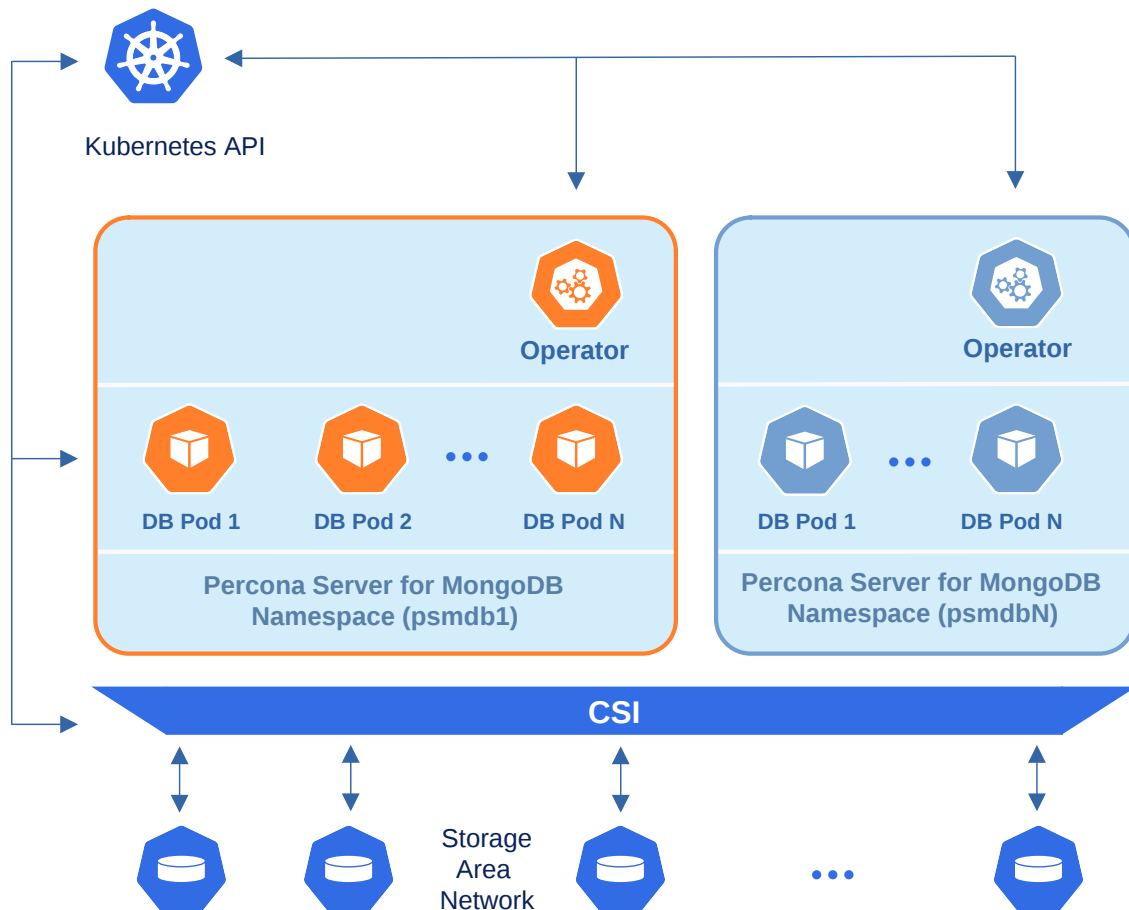 Kubernetes API
Operator
Operator
DB Pod 1
DB Pod 2
DB Pod N
DB Pod 1
DB Pod N
Percona Server for MongoDB
Namespace (psmdb1)
Percona Server for MongoDB
Namespace (psmdbN)
CSI
Storage
Area
Network